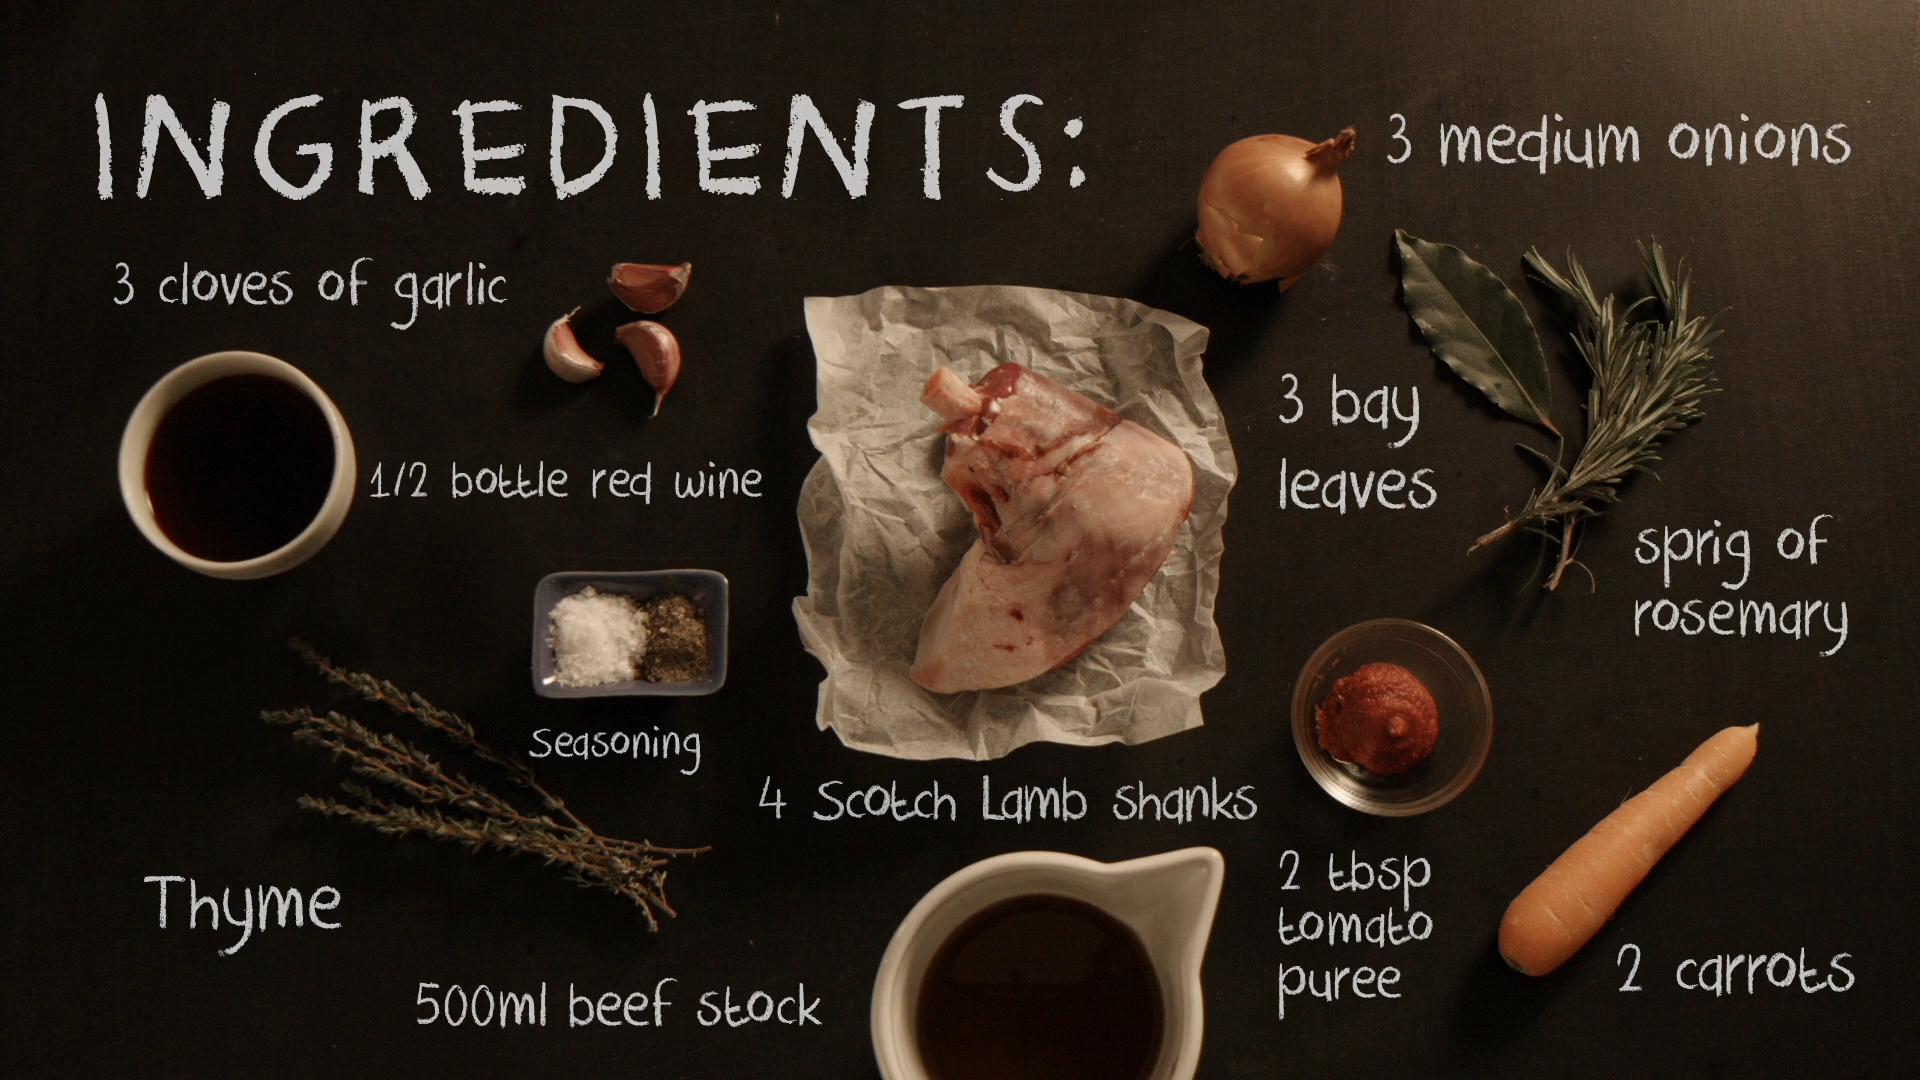 INGREDIENTS:
3 medium onions
3 cloves of garlic
3 bay
leaves
1/2 bottle red wine
sprig of
rosemary
Seasoning
4 Scotch Lamb shanks
2 tbsp
tomato
puree
Thyme
2 carrots
500ml beef stock